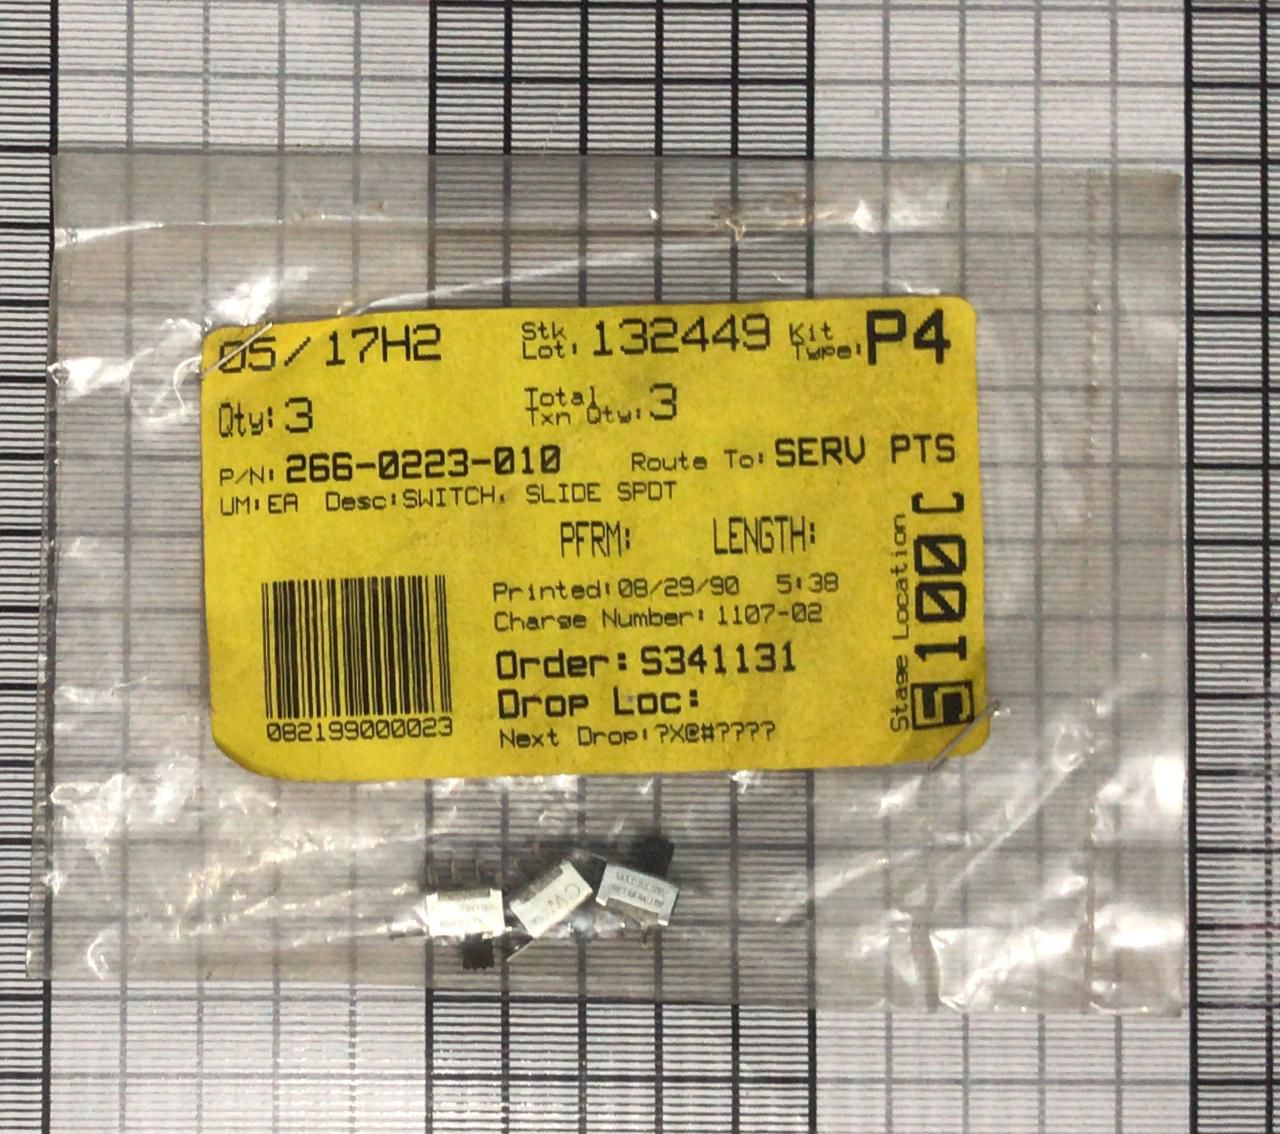 05/17H2 Stk Lot: 132449 Kit Type: P4
Qty: 3 Total Txn Qty: 3
P/N: 266-0223-010 Route To: SERV PTS
UM: EA Desc: SWITCH, SLIDE SPDT
PFRM: LENGTH:
Printed: 08/29/90 5:38
Charge Number: 1107-02
Order: S341131
Drop Loc:
Next Drop: ?X@#????
082199000023
Stage Location
100 C